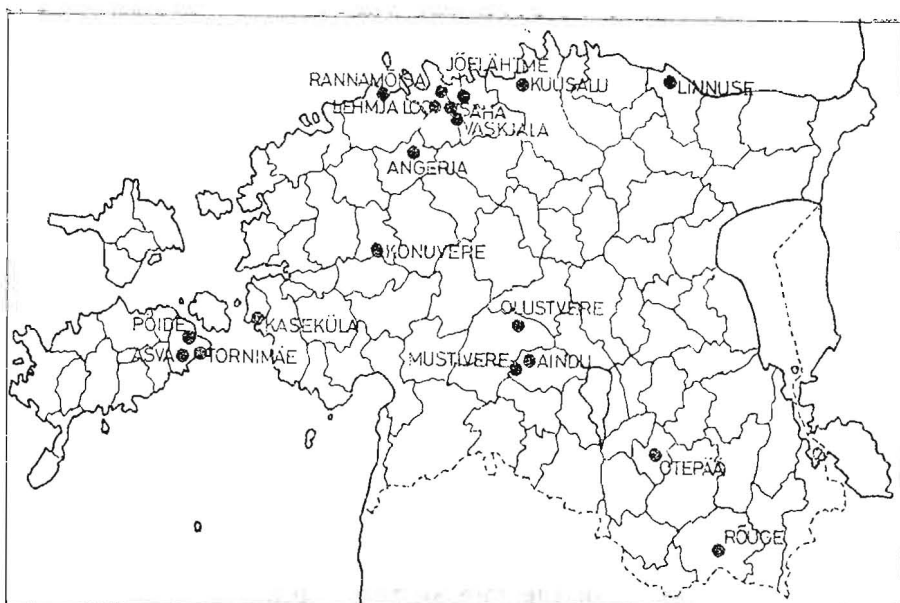 JÕELÄHTME
RANNAMÕISA
KUUSALU
LINNUSE
LEHMJA LOO
SAHA
VASKJALA
ANGERJA
KONUVERE
OLUSTVERE
PÖIDE
KASEKÜLA
ASVA
TORNIMÄE
MUSTIVERE
AINDU
OTEPÄÄ
RÕUGE